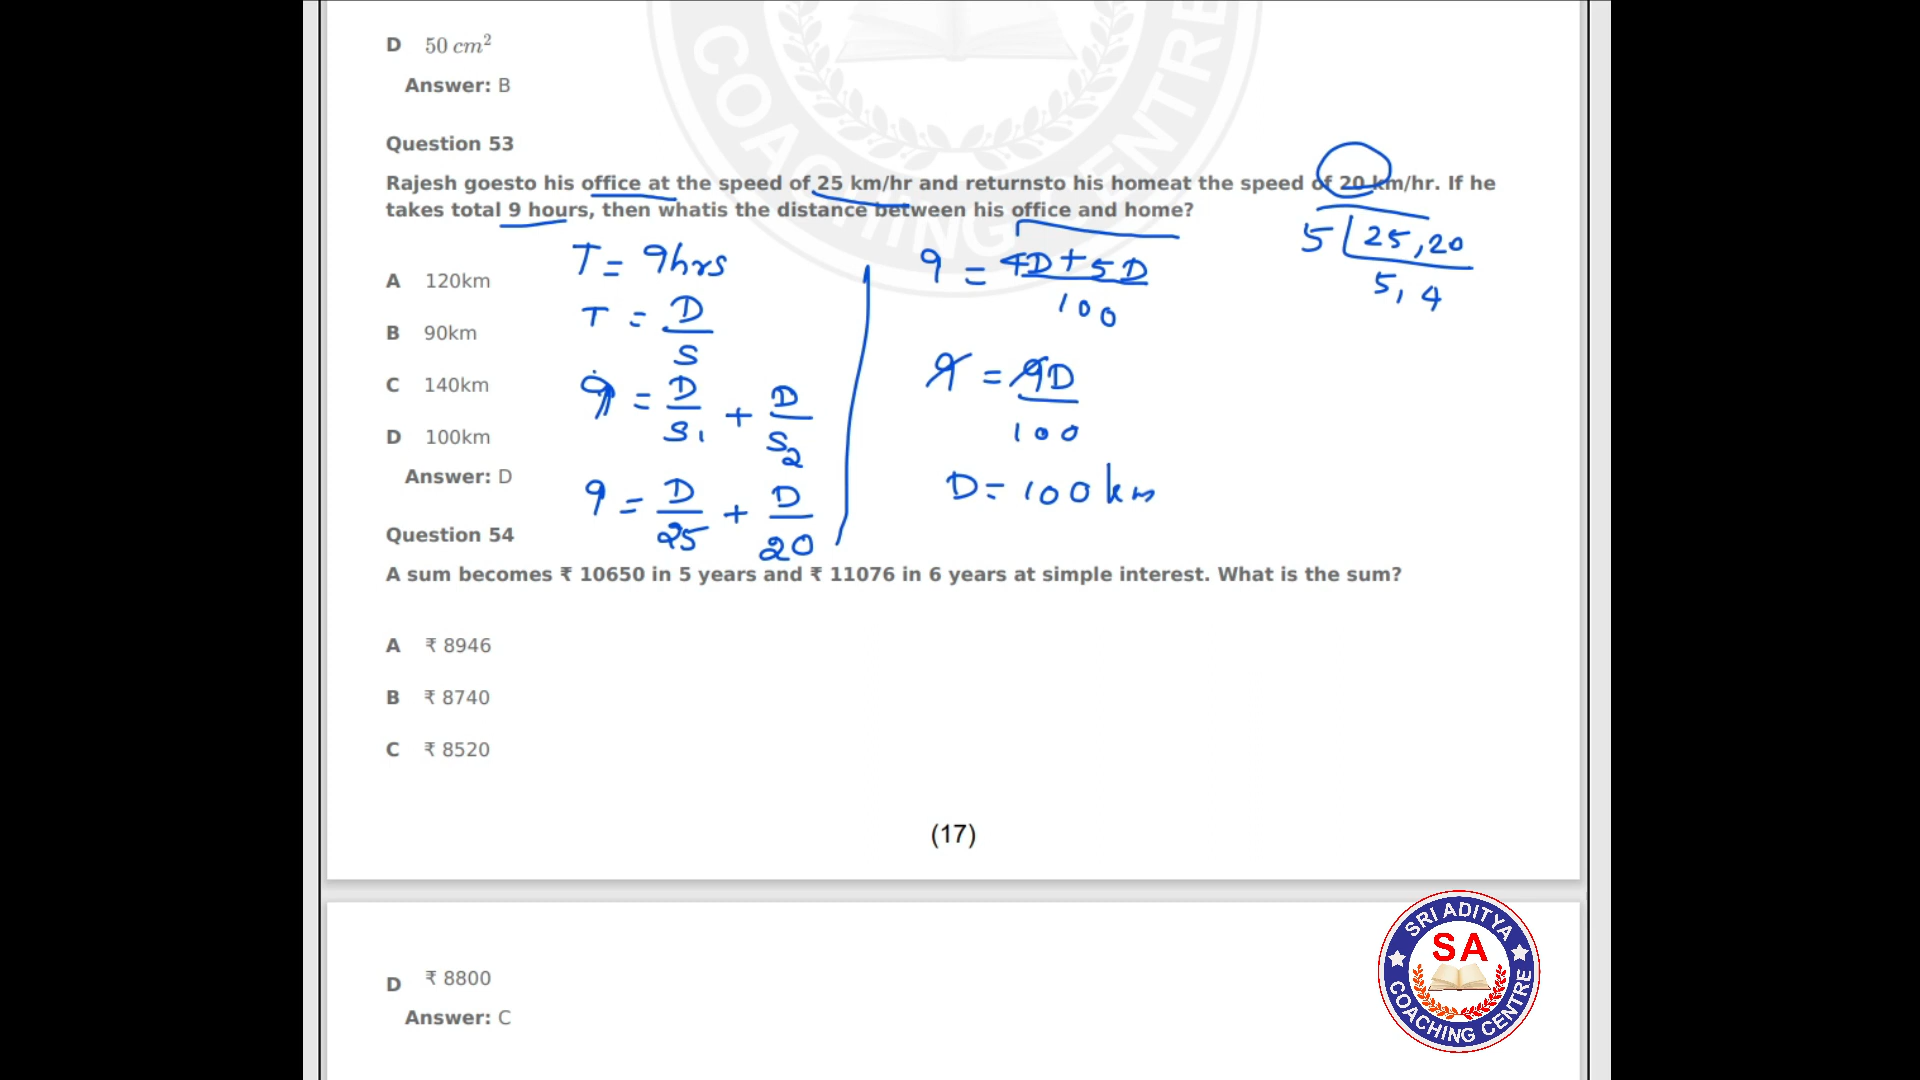 D 50 cm²
Answer: B
Question 53
Rajesh goesto his office at the speed of 25 km/hr and returnsto his homeat the speed of 20 km/hr. If he
takes total 9 hours, then whatis the distance between his office and home?
A 120km
B 90km
C 140km
D 100km
Answer: D
T = 9hrs
T = D/S
9 = D/S1 + D/S2
9 = D/25 + D/20
9 = 4D+5D/100
9 = 9D/100
D = 100 km
5 | 25, 20
5, 4
Question 54
A sum becomes ₹ 10650 in 5 years and ₹ 11076 in 6 years at simple interest. What is the sum?
A ₹ 8946
B ₹ 8740
C ₹ 8520
(17)
D ₹ 8800
Answer: C
COACHING CENTRE
SRI ADITYA
SA
COACHING CENTRE